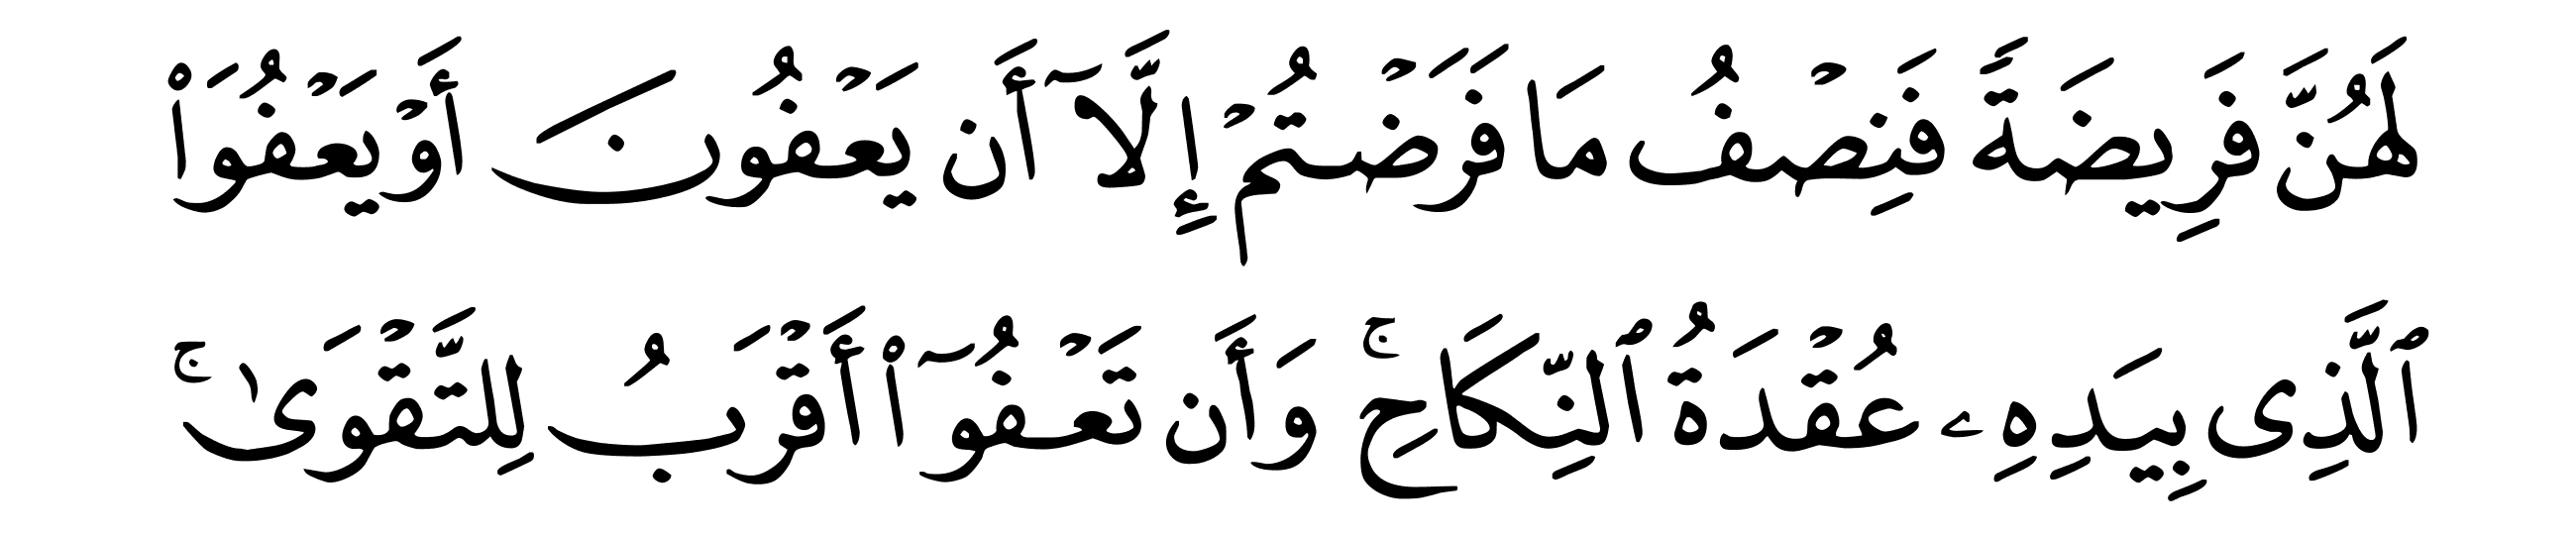 لَهُنَّ فَرِيضَةً فَنِصۡفُ مَا فَرَضۡتُمۡ إِلَّآ أَن يَعۡفُونَ أَوۡ يَعۡفُوَاْ
ٱلَّذِى بِيَدِهِۦ عُقۡدَةُ ٱلنِّكَاحِۚ وَأَن تَعۡفُوٓاْ أَقۡرَبُ لِلتَّقۡوَىٰۚ